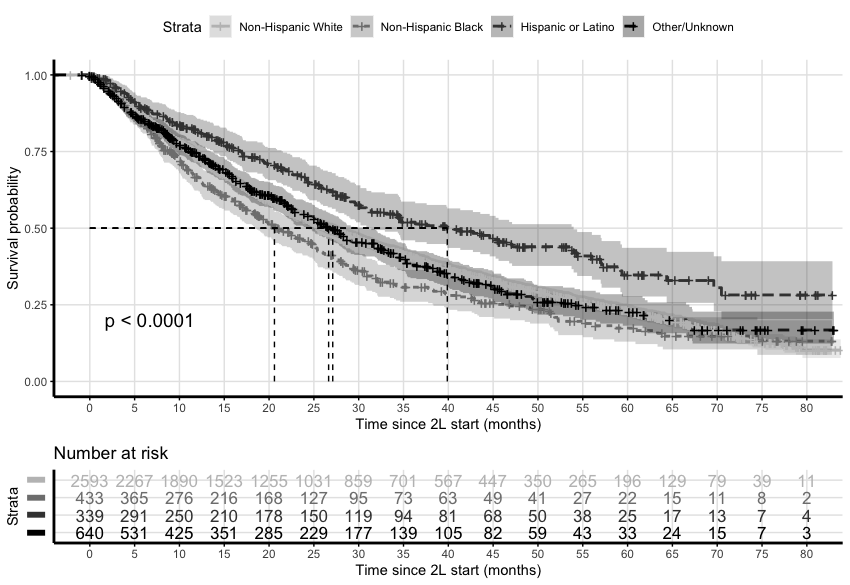 Strata Non-Hispanic White Non-Hispanic Black Hispanic or Latino Other/Unknown
1.00
0.75
0.50
0.25
0.00
Survival probability
p < 0.0001
0 5 10 15 20 25 30 35 40 45 50 55 60 65 70 75 80
Time since 2L start (months)
Number at risk
Strata
2593 2267 1890 1523 1255 1031 859 701 567 447 350 265 196 129 79 39 11
433 365 276 216 168 127 95 73 63 49 41 27 22 15 11 8 2
339 291 250 210 178 150 119 94 81 68 50 38 25 17 13 7 4
640 531 425 351 285 229 177 139 105 82 59 43 33 24 15 7 3
0 5 10 15 20 25 30 35 40 45 50 55 60 65 70 75 80
Time since 2L start (months)